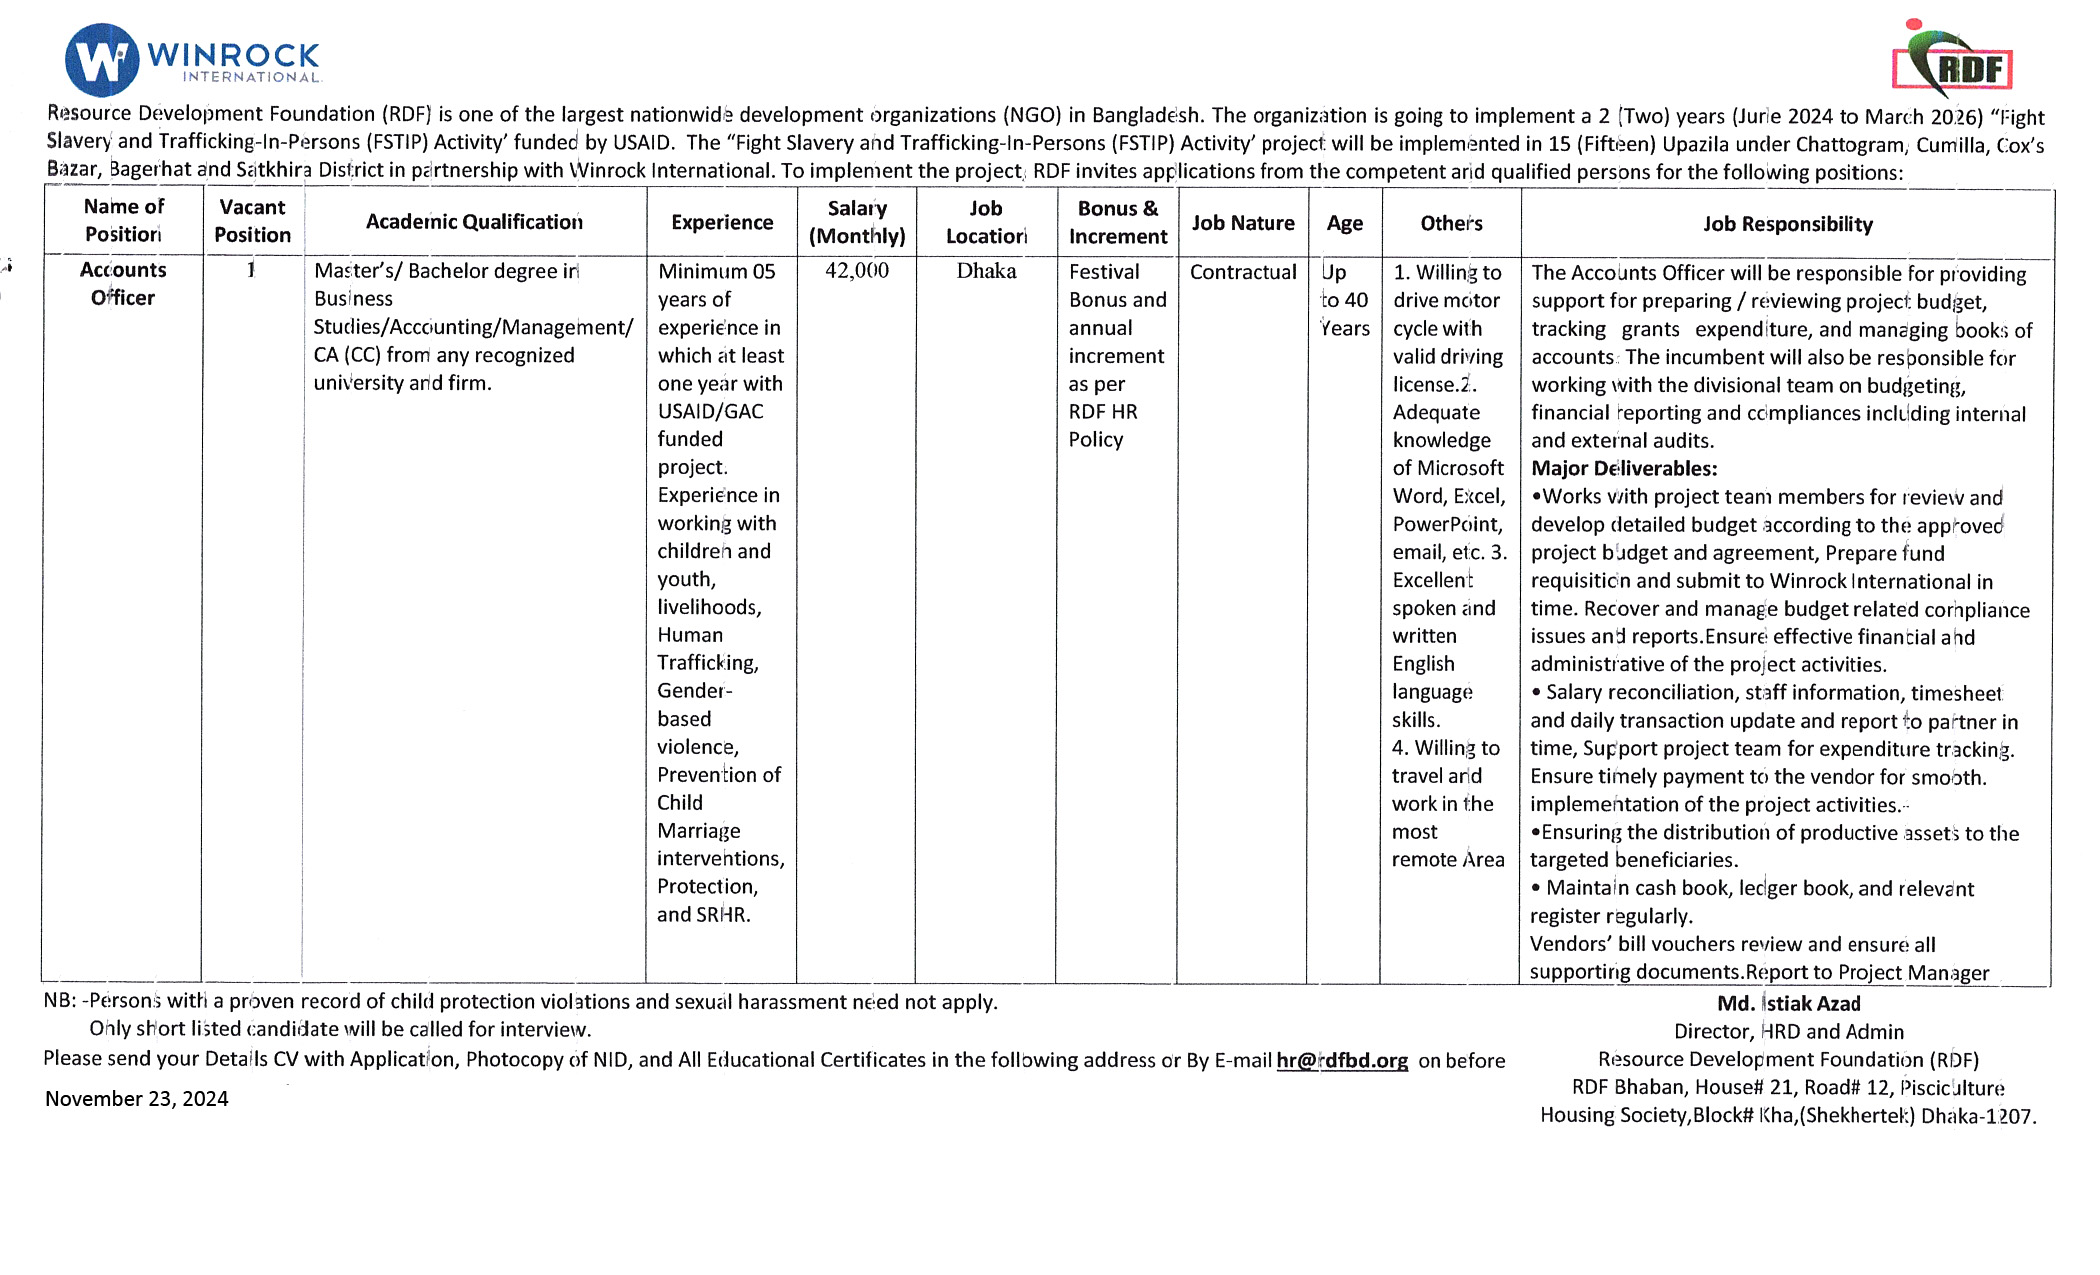 WINROCK
INTERNATIONAL
RDF
Resource Development Foundation (RDF) is one of the largest nationwide development organizations (NGO) in Bangladesh. The organization is going to implement a 2 (Two) years (June 2024 to March 2026) “Fight
Slavery and Trafficking-In-Persons (FSTIP) Activity’ funded by USAID. The “Fight Slavery and Trafficking-In-Persons (FSTIP) Activity’ project will be implemented in 15 (Fifteen) Upazila under Chattogram, Cumilla, Cox’s
Bazar, Bagerhat and Satkhira District in partnership with Winrock International. To implement the project, RDF invites applications from the competent and qualified persons for the following positions:
Name of
Position
Vacant
Position
Academic Qualification
Experience
Salary
(Monthly)
Job
Location
Bonus &
Increment
Job Nature
Age
Others
Job Responsibility
Accounts
Officer
1
Master’s/ Bachelor degree in
Business
Studies/Accounting/Management/
CA (CC) from any recognized
university and firm.
Minimum 05
years of
experience in
which at least
one year with
USAID/GAC
funded
project.
Experience in
working with
children and
youth,
livelihoods,
Human
Trafficking,
Gender-
based
violence,
Prevention of
Child
Marriage
interventions,
Protection,
and SRHR.
42,000
Dhaka
Festival
Bonus and
annual
increment
as per
RDF HR
Policy
Contractual
Up
to 40
Years
1. Willing to
drive motor
cycle with
valid driving
license.2.
Adequate
knowledge
of Microsoft
Word, Excel,
PowerPoint,
email, etc. 3.
Excellent
spoken and
written
English
language
skills.
4. Willing to
travel and
work in the
most
remote Area
The Accounts Officer will be responsible for providing
support for preparing / reviewing project budget,
tracking grants expenditure, and managing books of
accounts. The incumbent will also be responsible for
working with the divisional team on budgeting,
financial reporting and compliances including internal
and external audits.
Major Deliverables:
•Works with project team members for review and
develop detailed budget according to the approved
project budget and agreement, Prepare fund
requisition and submit to Winrock International in
time. Recover and manage budget related compliance
issues and reports.Ensure effective financial and
administrative of the project activities.
• Salary reconciliation, staff information, timesheet
and daily transaction update and report to partner in
time, Support project team for expenditure tracking.
Ensure timely payment to the vendor for smooth.
implementation of the project activities.
•Ensuring the distribution of productive assets to the
targeted beneficiaries.
• Maintain cash book, ledger book, and relevant
register regularly.
Vendors’ bill vouchers review and ensure all
supporting documents.Report to Project Manager
NB: -Persons with a proven record of child protection violations and sexual harassment need not apply.
Only short listed candidate will be called for interview.
Please send your Details CV with Application, Photocopy of NID, and All Educational Certificates in the following address or By E-mail hr@rdfbd.org on before
November 23, 2024
Md. Istiak Azad
Director, HRD and Admin
Resource Development Foundation (RDF)
RDF Bhaban, House# 21, Road# 12, Pisciculture
Housing Society,Block# Kha,(Shekhertek) Dhaka-1207.